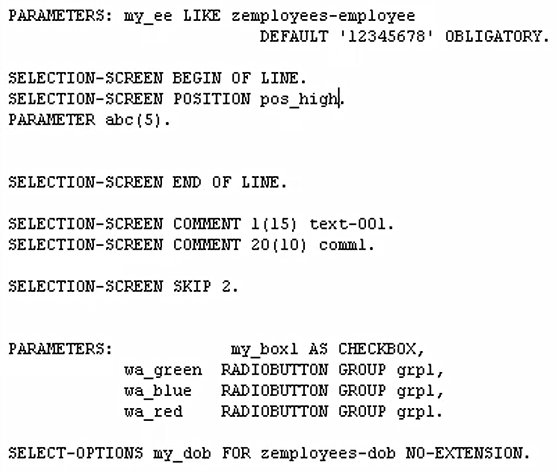 PARAMETERS: my_ee LIKE zemployees-employee
DEFAULT '12345678' OBLIGATORY.
SELECTION-SCREEN BEGIN OF LINE.
SELECTION-SCREEN POSITION pos_high.
PARAMETER abc(5).
SELECTION-SCREEN END OF LINE.
SELECTION-SCREEN COMMENT 1(15) text-001.
SELECTION-SCREEN COMMENT 20(10) comm1.
SELECTION-SCREEN SKIP 2.
PARAMETERS: my_box1 AS CHECKBOX,
wa_green RADIOBUTTON GROUP grp1,
wa_blue RADIOBUTTON GROUP grp1,
wa_red RADIOBUTTON GROUP grp1.
SELECT-OPTIONS my_dob FOR zemployees-dob NO-EXTENSION.